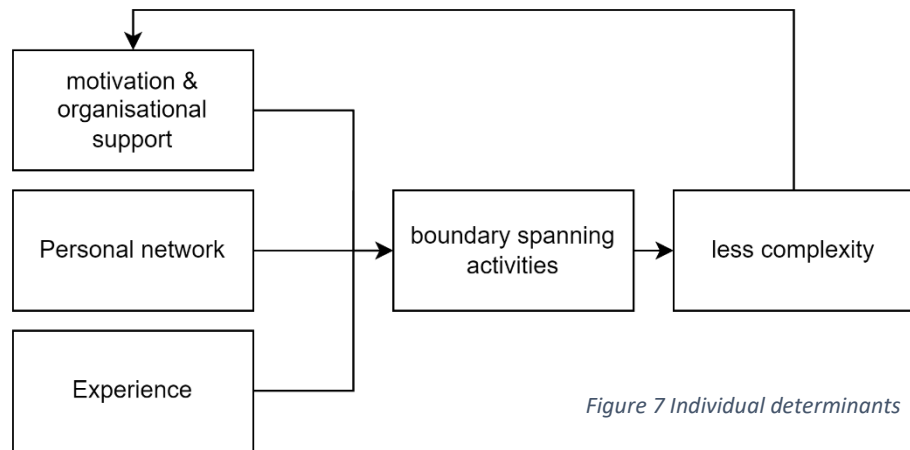 motivation &
organisational
support
Personal network
boundary spanning
activities
less complexity
Experience
Figure 7 Individual determinants